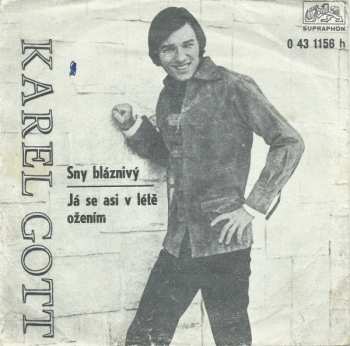 SUPRAPHON
0 43 1156 h
KAREL GOTT
Sny bláznivý
Já se asi v létě
ožením